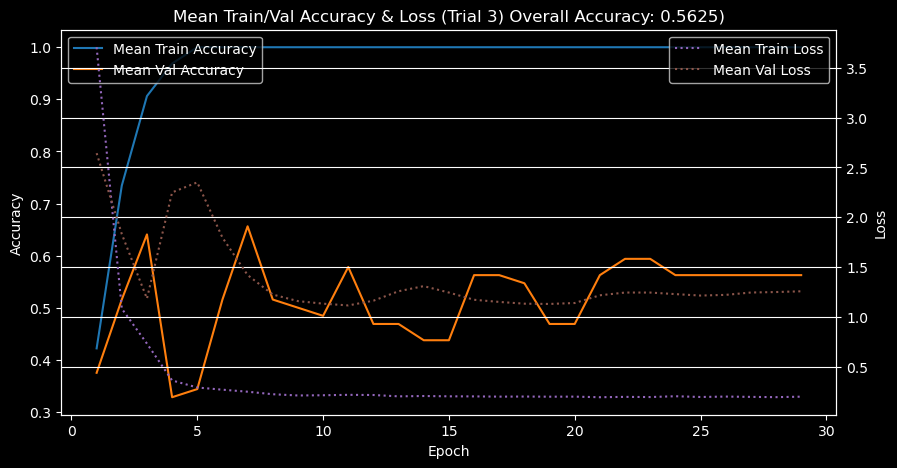 Mean Train/Val Accuracy & Loss (Trial 3) Overall Accuracy: 0.5625)
Mean Train Accuracy
Mean Val Accuracy
Mean Train Loss
Mean Val Loss
Accuracy
1.0
0.9
0.8
0.7
0.6
0.5
0.4
0.3
3.5
3.0
2.5
2.0
1.5
1.0
0.5
Loss
0 5 10 15 20 25 30
Epoch